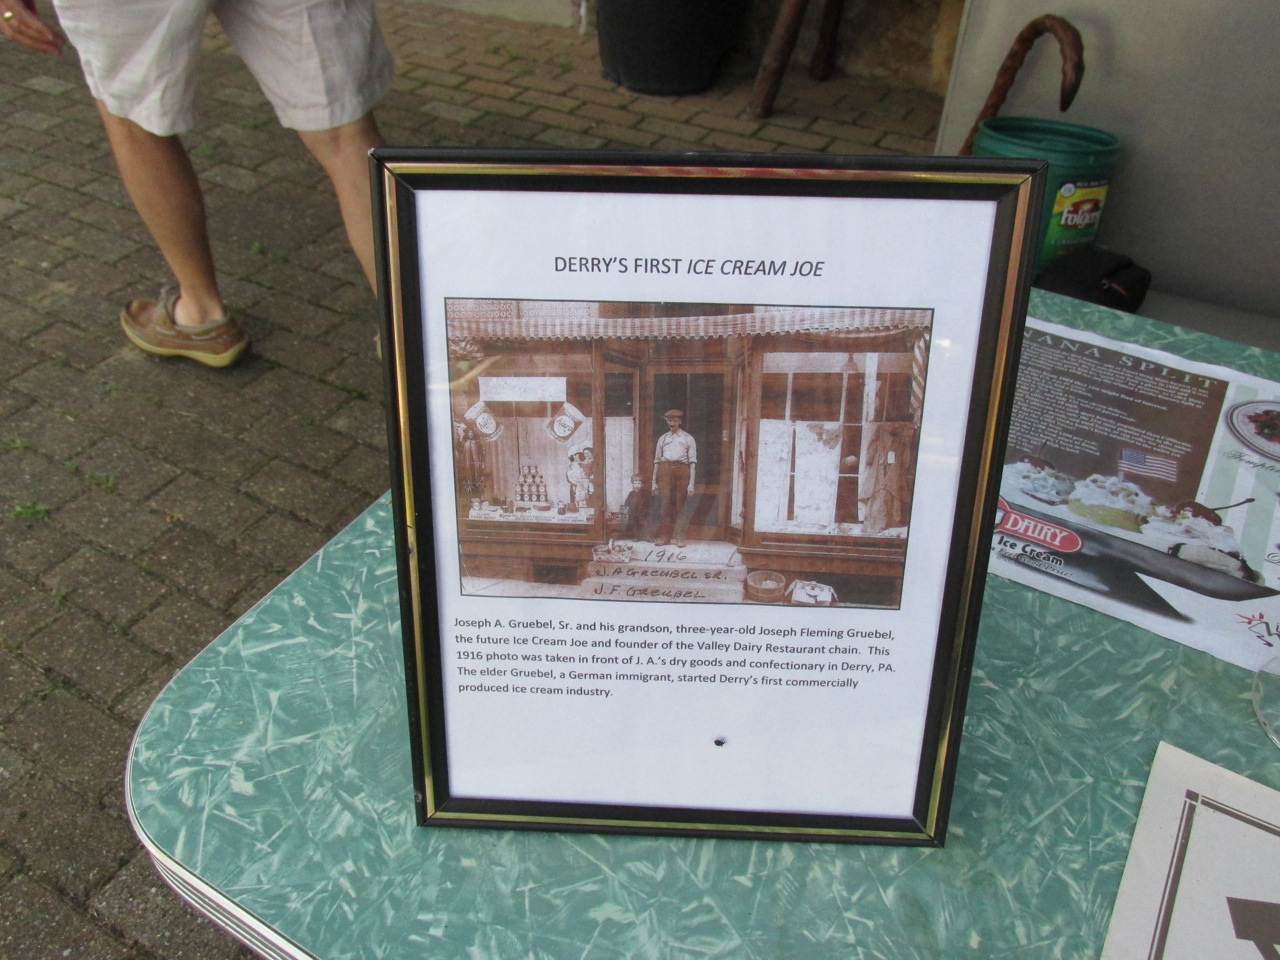 DERRY'S FIRST ICE CREAM JOE
1916
J.A GREUBEL SR.
J.F. GREUBEL
Joseph A. Gruebel, Sr. and his grandson, three-year-old Joseph Fleming Gruebel,
the future Ice Cream Joe and founder of the Valley Dairy Restaurant chain. This
1916 photo was taken in front of J. A.'s dry goods and confectionary in Derry, PA.
The elder Gruebel, a German immigrant, started Derry's first commercially
produced ice cream industry.
Folgers
NANA SPLIT
DAIRY
Ice Cream